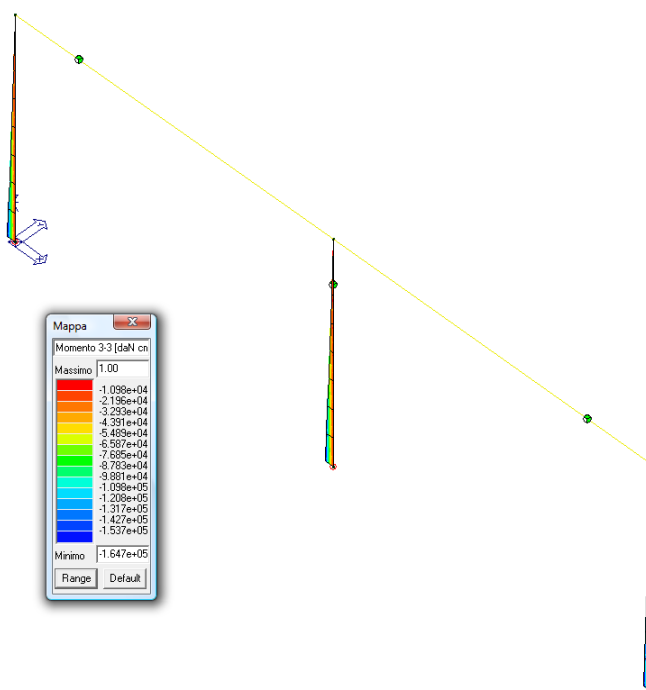 Mappa
Momento 3-3 [daN cn
Massimo 1.00
-1.098e+04
-2.196e+04
-3.293e+04
-4.391e+04
-5.489e+04
-6.587e+04
-7.685e+04
-8.783e+04
-9.881e+04
-1.098e+05
-1.208e+05
-1.317e+05
-1.427e+05
-1.537e+05
Minimo -1.647e+05
Range Default